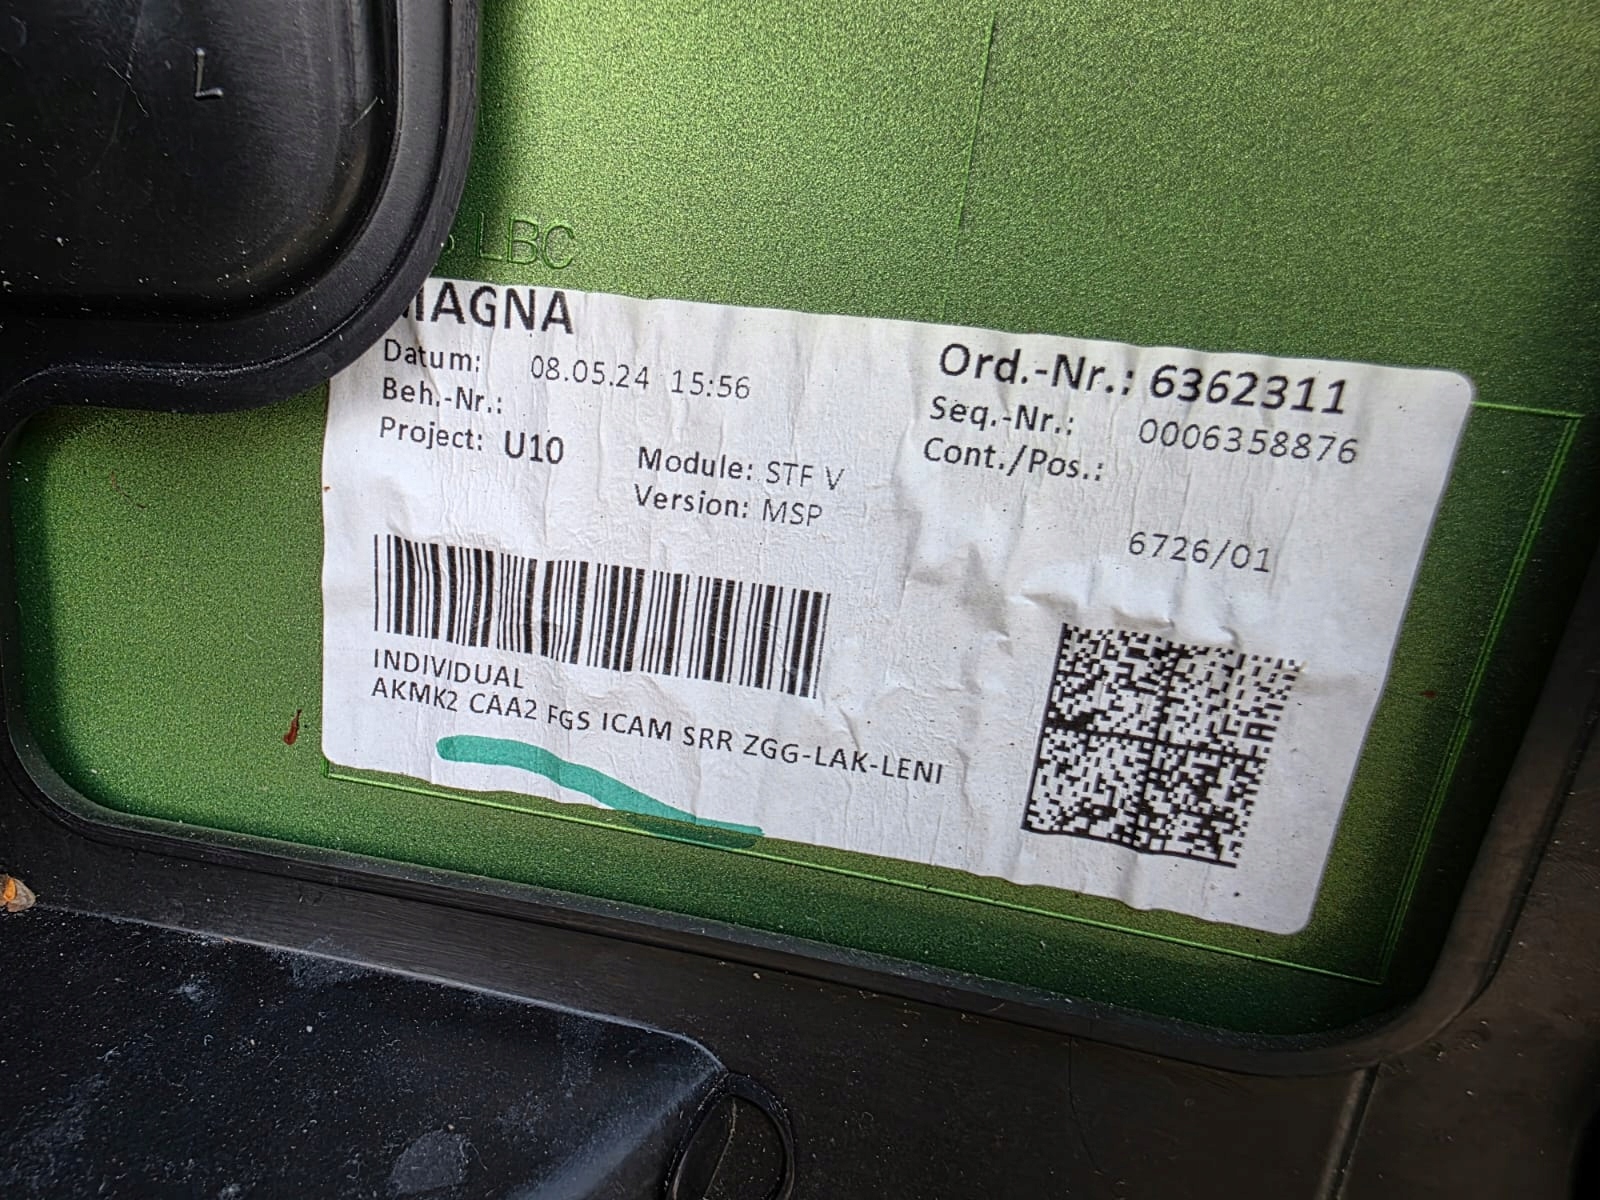 L
LBC
MAGNA
Datum: 08.05.24 15:56
Beh.-Nr.:
Project: U10
Module: STF V
Version: MSP
Ord.-Nr.: 6362311
Seq.-Nr.: 0006358876
Cont./Pos.:
6726/01
INDIVIDUAL
AKMK2 CAA2 FGS ICAM SRR ZGG-LAK-LENI